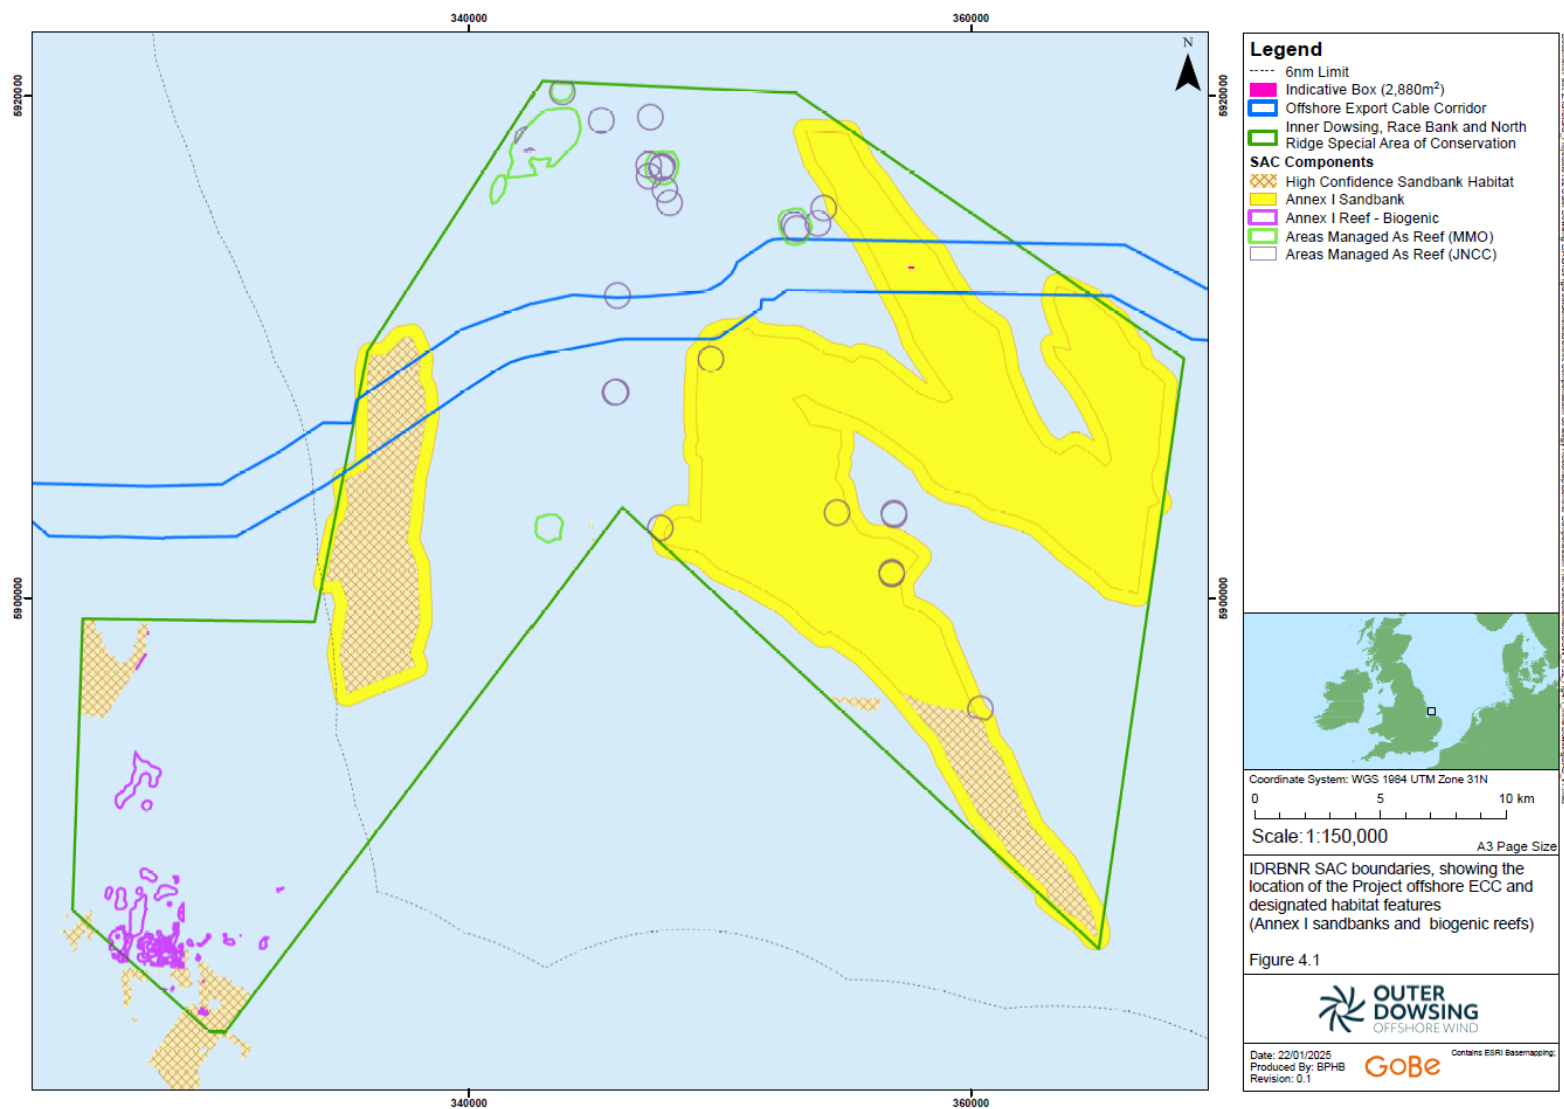 340000
360000
5920000
5920000
N
5900000
5900000
340000
360000
Legend
6nm Limit
Indicative Box (2,880m²)
Offshore Export Cable Corridor
Inner Dowsing, Race Bank and North
Ridge Special Area of Conservation
SAC Components
High Confidence Sandbank Habitat
Annex I Sandbank
Annex I Reef - Biogenic
Areas Managed As Reef (MMO)
Areas Managed As Reef (JNCC)
Coordinate System: WGS 1984 UTM Zone 31N
0 5 10 km
Scale: 1:150,000
A3 Page Size
IDRBNR SAC boundaries, showing the
location of the Project offshore ECC and
designated habitat features
(Annex I sandbanks and biogenic reefs)
Figure 4.1
OUTER
DOWSING
OFFSHORE WIND
Date: 22/01/2025
Produced By: BPHB
Revision: 0.1
GoBe
Contains ESRI Basemapping;